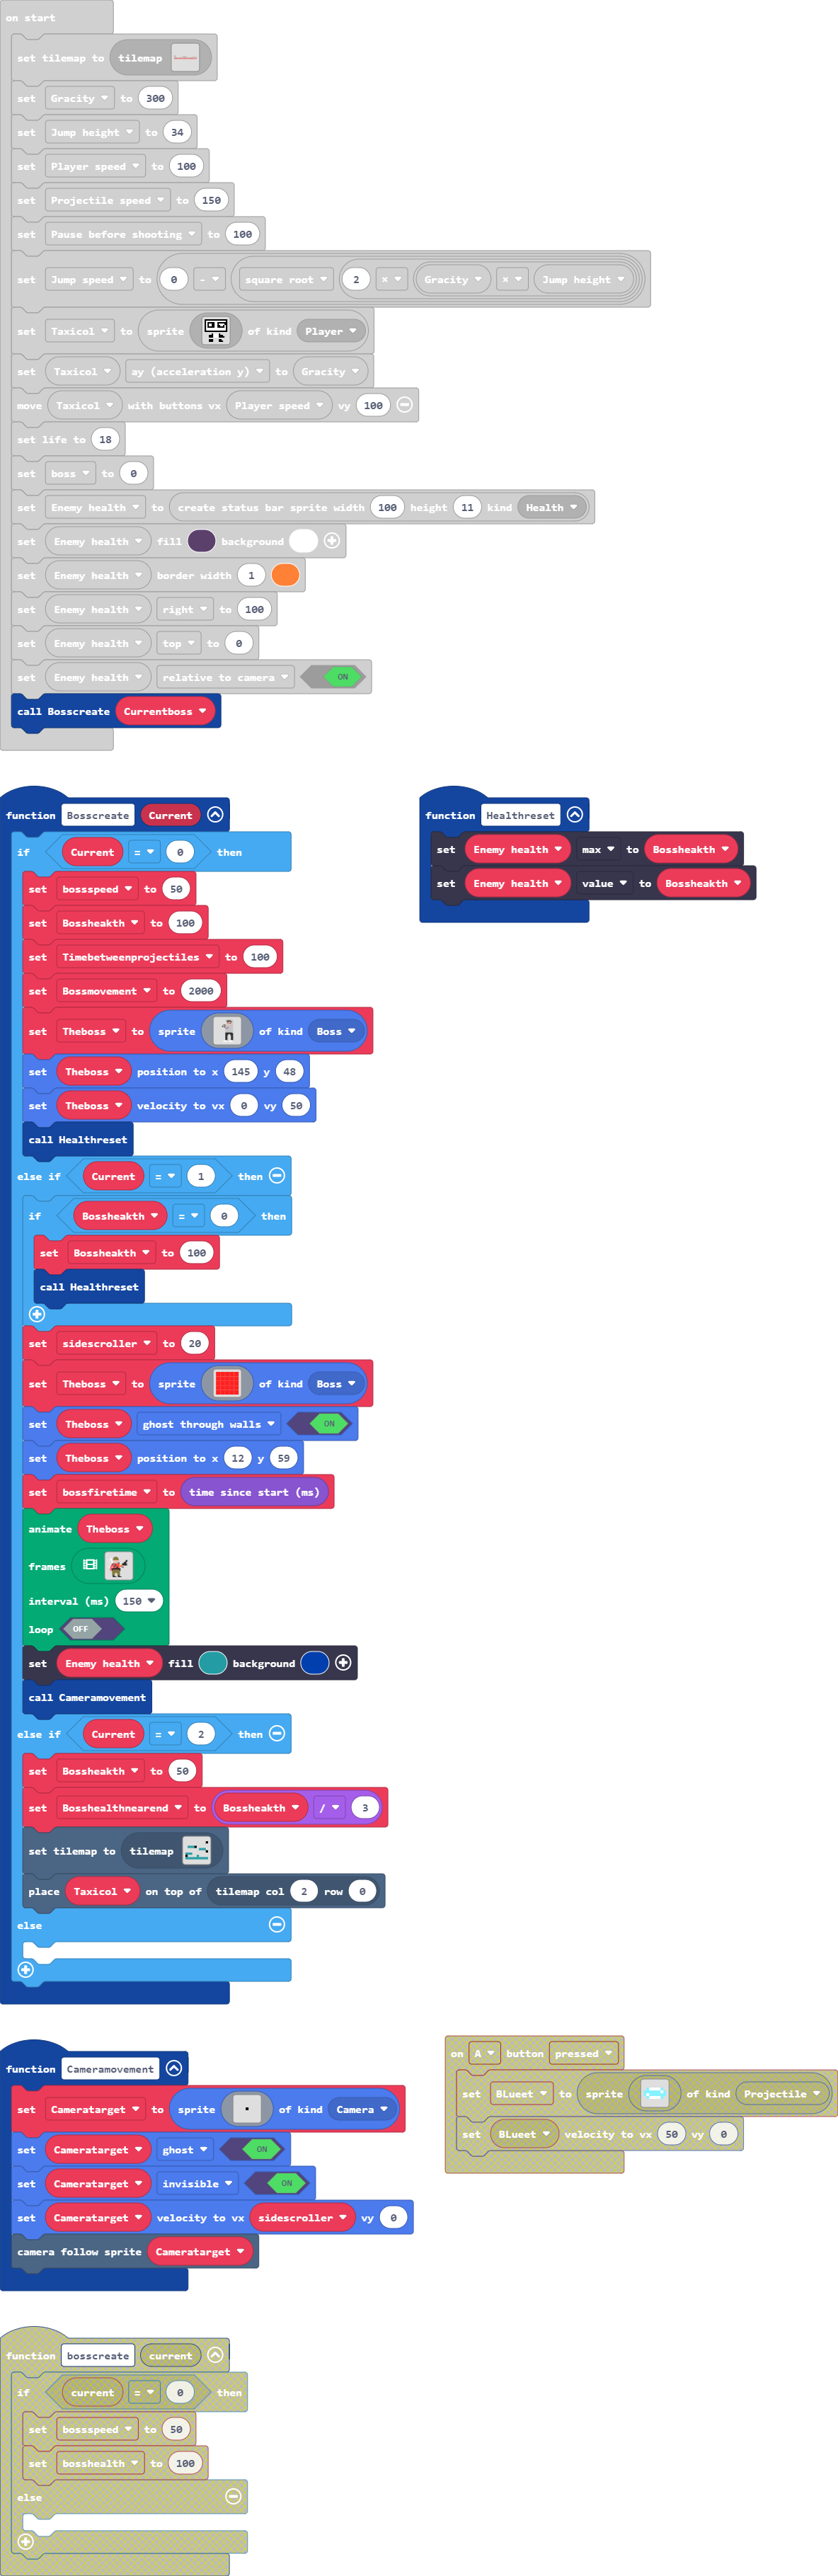 on start
set tilemap to tilemap
set Gracity to 300
set Jump height to 34
set Player speed to 100
set Projectile speed to 150
set Pause before shooting to 100
set Jump speed to 0 - square root 2 × Gracity × Jump height
set Taxicol to sprite of kind Player
set Taxicol ay (acceleration y) to Gracity
move Taxicol with buttons vx Player speed vy 100
set life to 18
set boss to 0
set Enemy health to create status bar sprite width 100 height 11 kind Health
set Enemy health fill background
set Enemy health border width 1
set Enemy health right to 100
set Enemy health top to 0
set Enemy health relative to camera ON
call Bosscreate Currentboss
function Bosscreate Current
if Current = 0 then
set bossspeed to 50
set Bossheakth to 100
set Timebetweenprojectiles to 100
set Bossmovement to 2000
set Theboss to sprite of kind Boss
set Theboss position to x 145 y 48
set Theboss velocity to vx 0 vy 50
call Healthreset
else if Current = 1 then
if Bossheakth = 0 then
set Bossheakth to 100
call Healthreset
set sidescroller to 20
set Theboss to sprite of kind Boss
set Theboss ghost through walls ON
set Theboss position to x 12 y 59
set bossfiretime to time since start (ms)
animate Theboss
frames
interval (ms) 150
loop OFF
set Enemy health fill background
call Cameramovement
else if Current = 2 then
set Bossheakth to 50
set Bosshealthnearend to Bossheakth / 3
set tilemap to tilemap
place Taxicol on top of tilemap col 2 row 0
else
function Healthreset
set Enemy health max to Bossheakth
set Enemy health value to Bossheakth
function Cameramovement
set Cameratarget to sprite of kind Camera
set Cameratarget ghost ON
set Cameratarget invisible ON
set Cameratarget velocity to vx sidescroller vy 0
camera follow sprite Cameratarget
on A button pressed
set BLueet to sprite of kind Projectile
set BLueet velocity to vx 50 vy 0
function bosscreate current
if current = 0 then
set bossspeed to 50
set bosshealth to 100
else